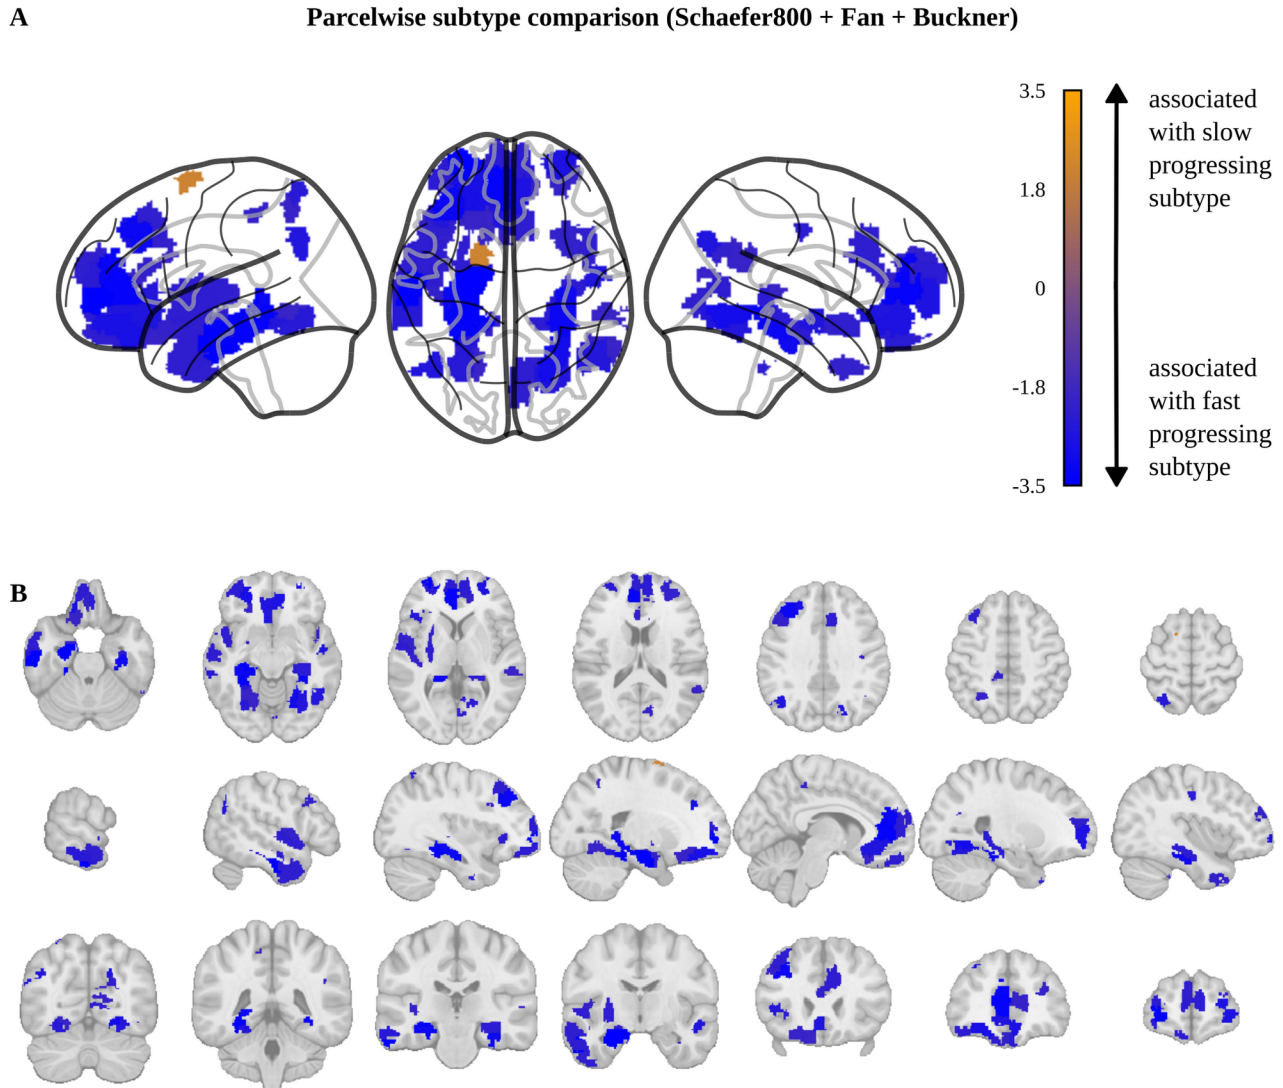 A
Parcelwise subtype comparison (Schaefer800 + Fan + Buckner)
3.5
1.8
0
-1.8
-3.5
associated
with slow
progressing
subtype
associated
with fast
progressing
subtype
B